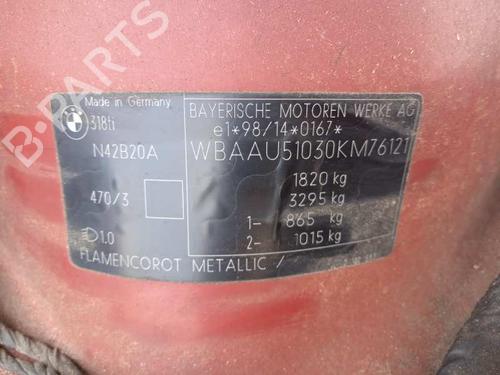 Made in Germany
BMW
318ti
N42B20A
470/3
1.0
BAYERISCHE MOTOREN WERKE AG
e1*98/14*0167*
WBAAU51030KM76121
1820 kg
3295 kg
1- 865 kg
2- 1015 kg
FLAMENCOROT METALLIC /